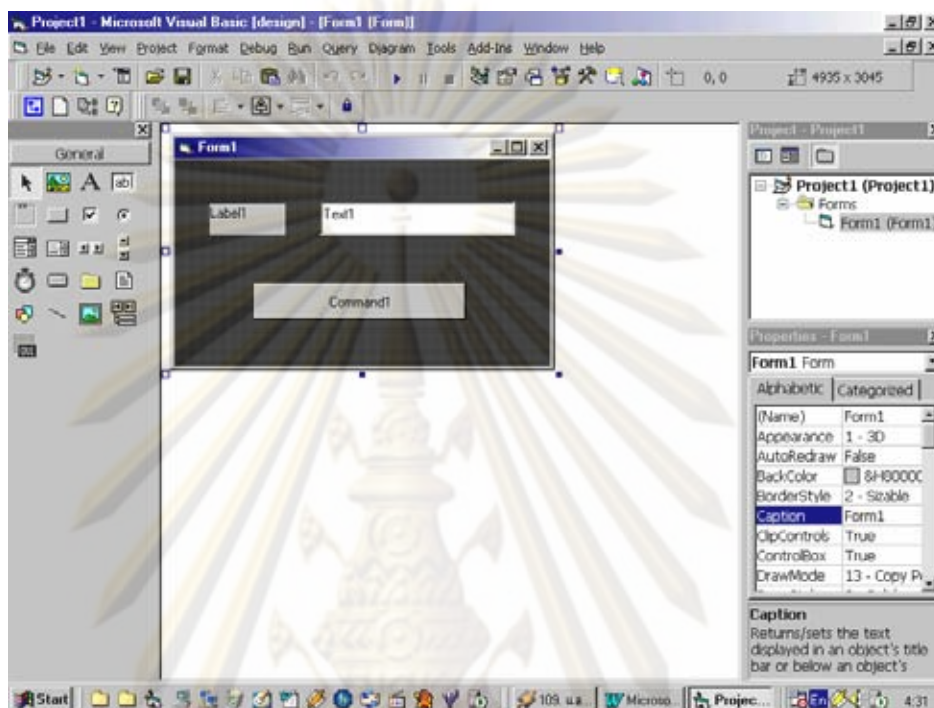 Project1 - Microsoft Visual Basic [design] - [Form1 (Form)]
File Edit View Project Format Debug Run Query Diagram Tools Add-Ins Window Help
0, 0 4935 x 3045
General
A ab
Form1
Label1 Text1
Command1
Project - Project1
Project1 (Project1)
Forms
Form1 (Form1)
Properties - Form1
Form1 Form
Alphabetic Categorized
(Name) Form1
Appearance 1 - 3D
AutoRedraw False
BackColor &H80000C
BorderStyle 2 - Sizable
Caption Form1
ClipControls True
ControlBox True
DrawMode 13 - Copy Pe
Caption
Returns/sets the text
displayed in an object's title
bar or below an object's
Start Microso... Projec... En 4:31